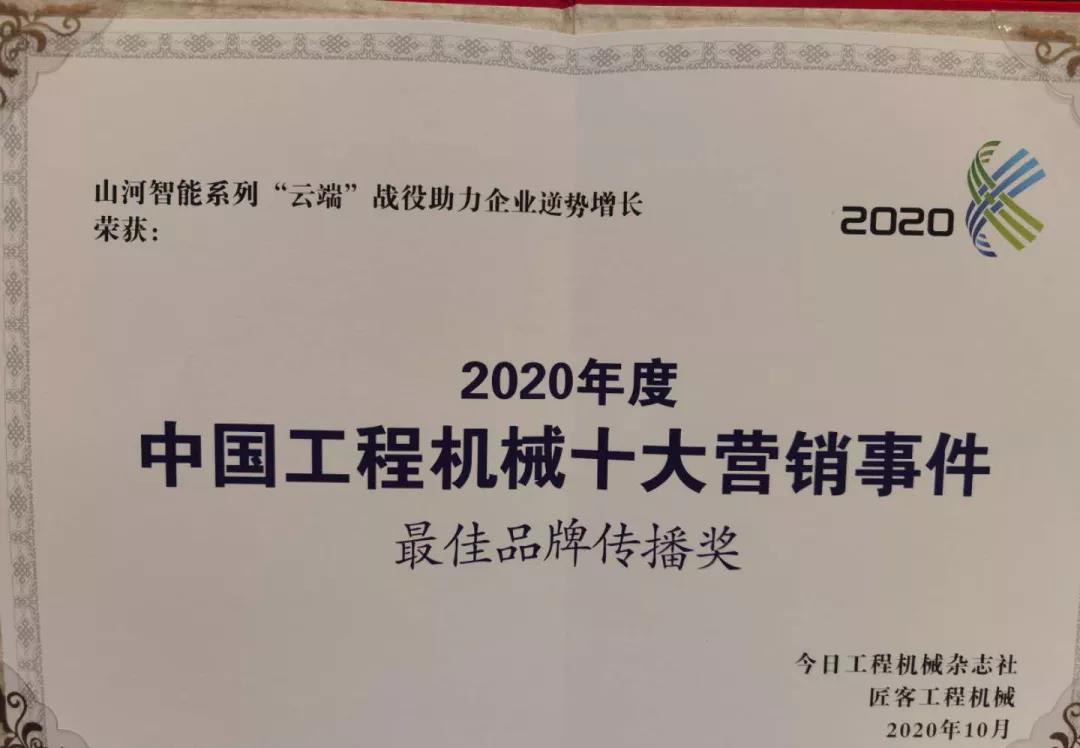 山河智能系列“云端”战役助力企业逆势增长
荣获：
2020
2020年度
中国工程机械十大营销事件
最佳品牌传播奖
今日工程机械杂志社
匠客工程机械
2020年10月